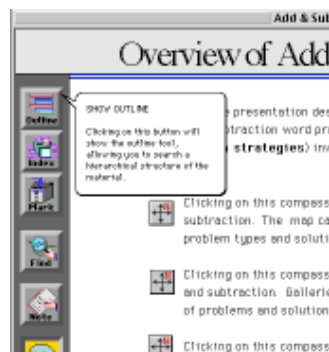 Add & Sub
Overview of Add
Outline
Index
Mark
Find
Note
SHOW OUTLINE
Clicking on this button will
show the outline tool,
allowing you to search a
hierarchical structure of the
material.
presentation des
btraction word pr
strategies) inv
Clicking on this compass
subtraction. The map ca
problem types and soluti
Clicking on this compass
and subtraction. Gallerie
of problems and solution
Clicking on this compass